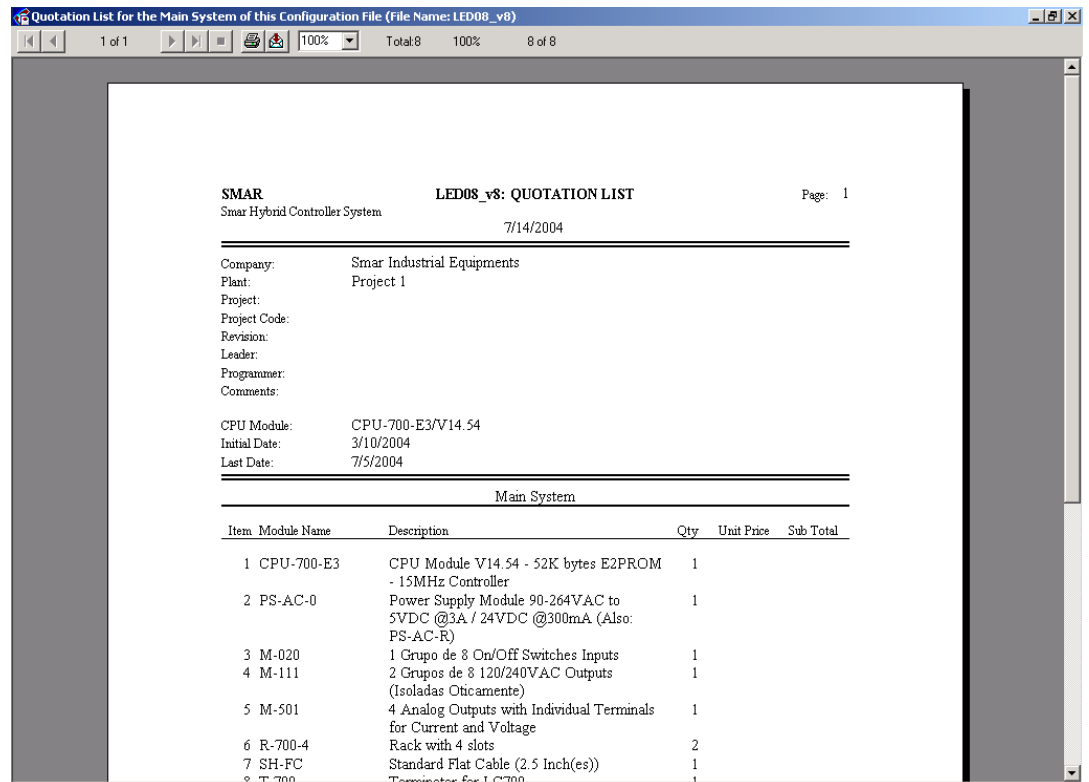 Quotation List for the Main System of this Configuration File (File Name: LED08_v8)
1 of 1 100% Total:8 100% 8 of 8
SMAR LED08_v8: QUOTATION LIST Page: 1
Smar Hybrid Controller System
7/14/2004
Company: Smar Industrial Equipments
Plant: Project 1
Project:
Project Code:
Revision:
Leader:
Programmer:
Comments:
CPU Module: CPU-700-E3/V14.54
Initial Date: 3/10/2004
Last Date: 7/5/2004
Main System
Item Module Name Description Qty Unit Price Sub Total
1 CPU-700-E3 CPU Module V14.54 - 52K bytes E2PROM 1
- 15MHz Controller
2 PS-AC-0 Power Supply Module 90-264VAC to 1
5VDC @3A / 24VDC @300mA (Also:
PS-AC-R)
3 M-020 1 Grupo de 8 On/Off Switches Inputs 1
4 M-111 2 Grupos de 8 120/240VAC Outputs 1
(Isoladas Oticamente)
5 M-501 4 Analog Outputs with Individual Terminals 1
for Current and Voltage
6 R-700-4 Rack with 4 slots 2
7 SH-FC Standard Flat Cable (2.5 Inch(es)) 1
8 T-700 Terminator for LC700 1